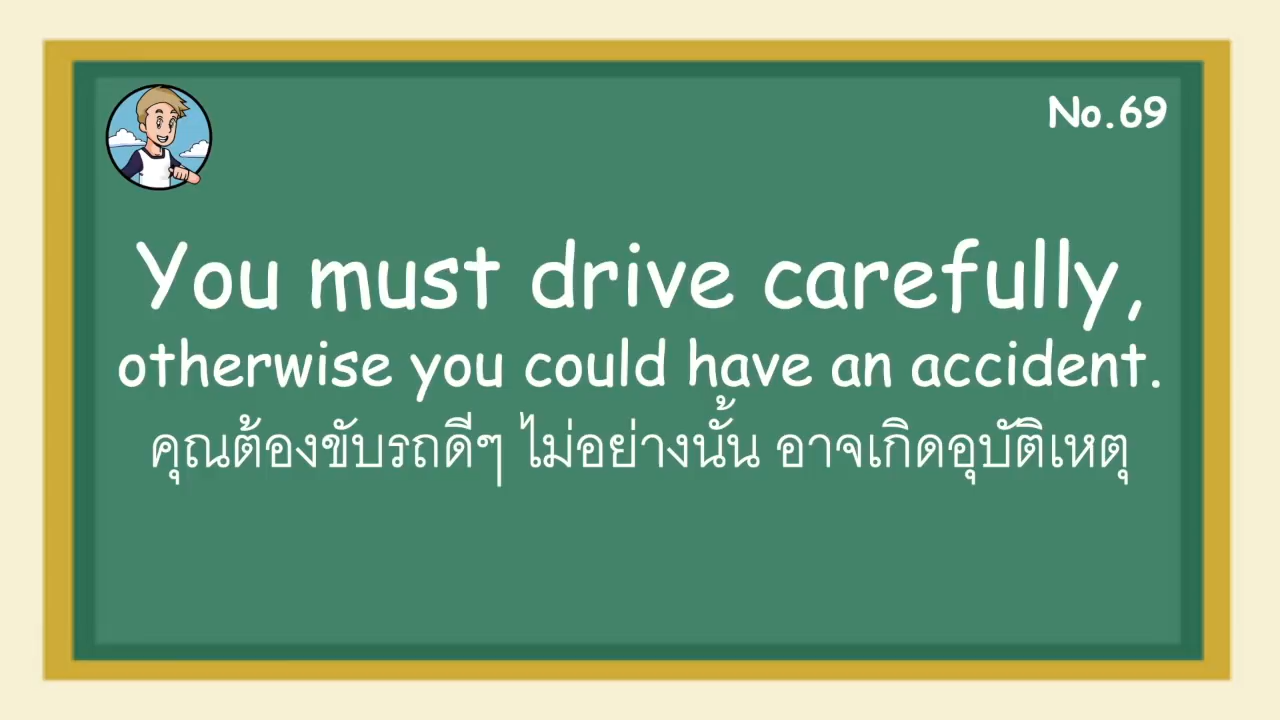 No.69
You must drive carefully,
otherwise you could have an accident.
คุณต้องขับรถดีๆ ไม่อย่างนั้น อาจเกิดอุบัติเหตุ